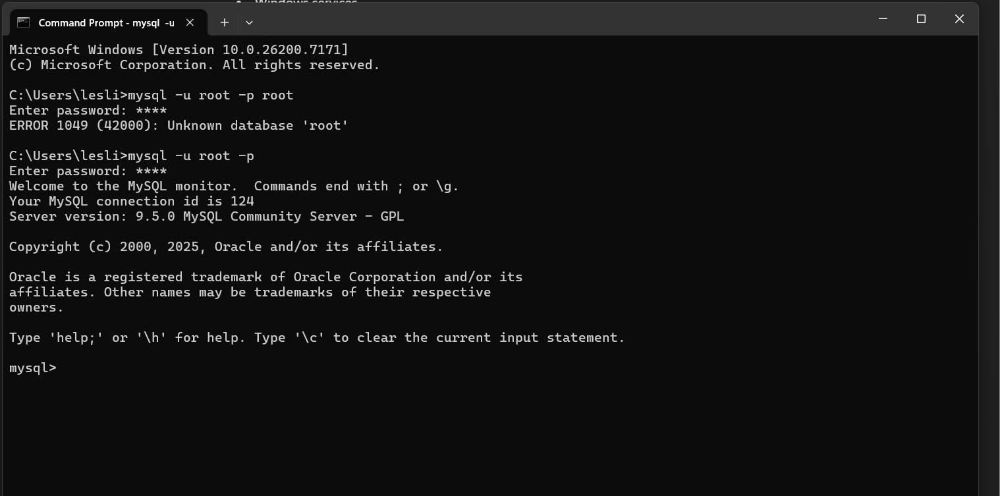 Windows services
Command Prompt - mysql -u
Microsoft Windows [Version 10.0.26200.7171]
(c) Microsoft Corporation. All rights reserved.
C:\Users\lesli>mysql -u root -p root
Enter password: ****
ERROR 1049 (42000): Unknown database 'root'
C:\Users\lesli>mysql -u root -p
Enter password: ****
Welcome to the MySQL monitor.  Commands end with ; or \g.
Your MySQL connection id is 124
Server version: 9.5.0 MySQL Community Server - GPL
Copyright (c) 2000, 2025, Oracle and/or its affiliates.
Oracle is a registered trademark of Oracle Corporation and/or its
affiliates. Other names may be trademarks of their respective
owners.
Type 'help;' or '\h' for help. Type '\c' to clear the current input statement.
mysql>